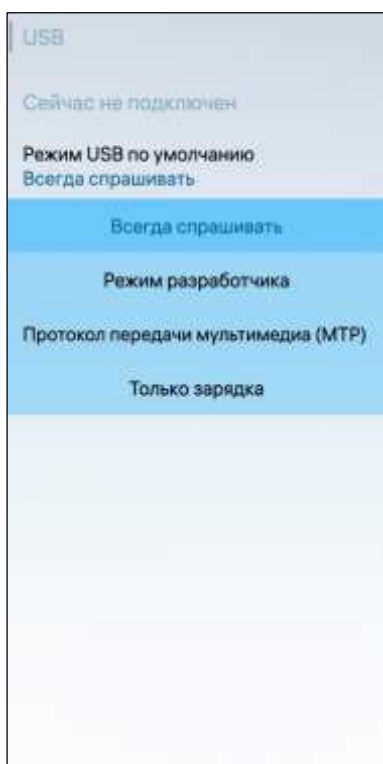 USB
Сейчас не подключен
Режим USB по умолчанию
Всегда спрашивать
Всегда спрашивать
Режим разработчика
Протокол передачи мультимедиа (MTP)
Только зарядка